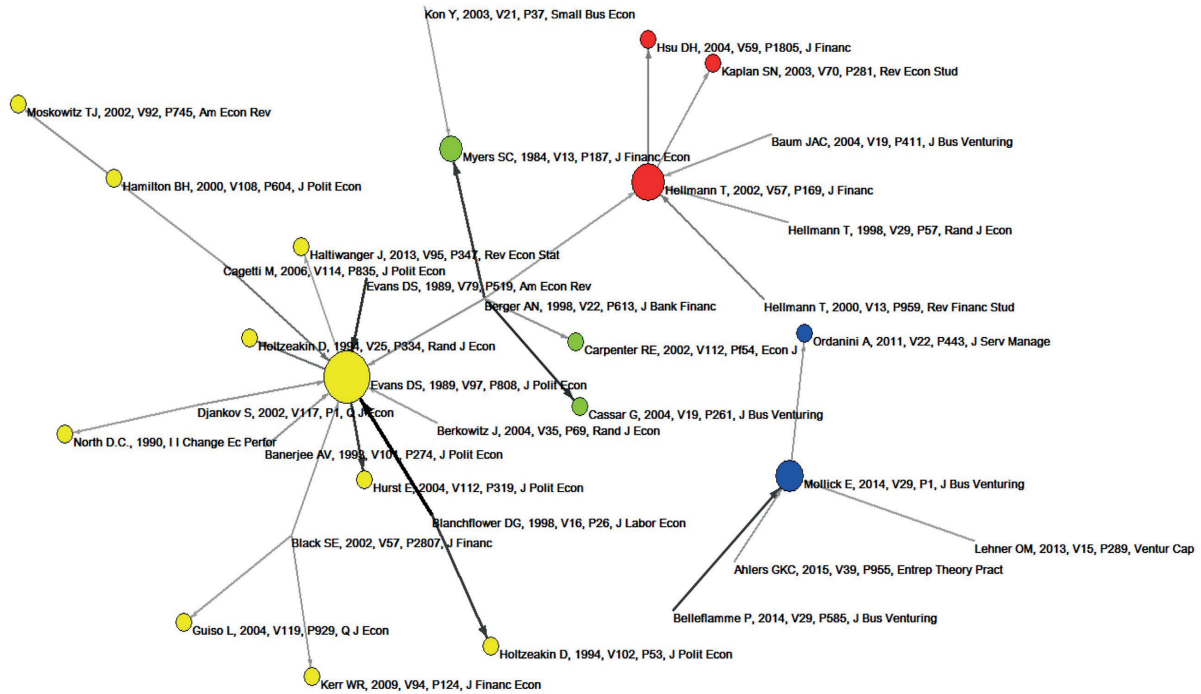 Kon Y, 2003, V21, P37, Small Bus Econ
Hsu DH, 2004, V59, P1805, J Financ
Kaplan SN, 2003, V70, P281, Rev Econ Stud
Moskowitz TJ, 2002, V92, P745, Am Econ Rev
Baum JAC, 2004, V19, P411, J Bus Venturing
Myers SC, 1984, V13, P187, J Financ Econ
Hamilton BH, 2000, V108, P604, J Polit Econ
Hellmann T, 2002, V57, P169, J Financ
Hellmann T, 1998, V29, P57, Rand J Econ
Haltiwanger J, 2013, V95, P347, Rev Econ Stat
Cagetti M, 2006, V114, P835, J Polit Econ
Evans DS, 1989, V79, P519, Am Econ Rev
Berger AN, 1998, V22, P613, J Bank Financ
Hellmann T, 2000, V13, P959, Rev Financ Stud
Ordanini A, 2011, V22, P443, J Serv Manage
Holtzeakin D, 1994, V25, P334, Rand J Econ
Carpenter RE, 2002, V112, Pf54, Econ J
Evans DS, 1989, V97, P808, J Polit Econ
Djankov S, 2002, V117, P1, Q J Econ
Cassar G, 2004, V19, P261, J Bus Venturing
Berkowitz J, 2004, V35, P69, Rand J Econ
North D.C., 1990, I I Change Ec Perfor
Banerjee AV, 1993, V101, P274, J Polit Econ
Hurst E, 2004, V112, P319, J Polit Econ
Mollick E, 2014, V29, P1, J Bus Venturing
Blanchflower DG, 1998, V16, P26, J Labor Econ
Black SE, 2002, V57, P2807, J Financ
Lehner OM, 2013, V15, P289, Ventur Cap
Ahlers GKC, 2015, V39, P955, Entrep Theory Pract
Belleflamme P, 2014, V29, P585, J Bus Venturing
Guiso L, 2004, V119, P929, Q J Econ
Holtzeakin D, 1994, V102, P53, J Polit Econ
Kerr WR, 2009, V94, P124, J Financ Econ